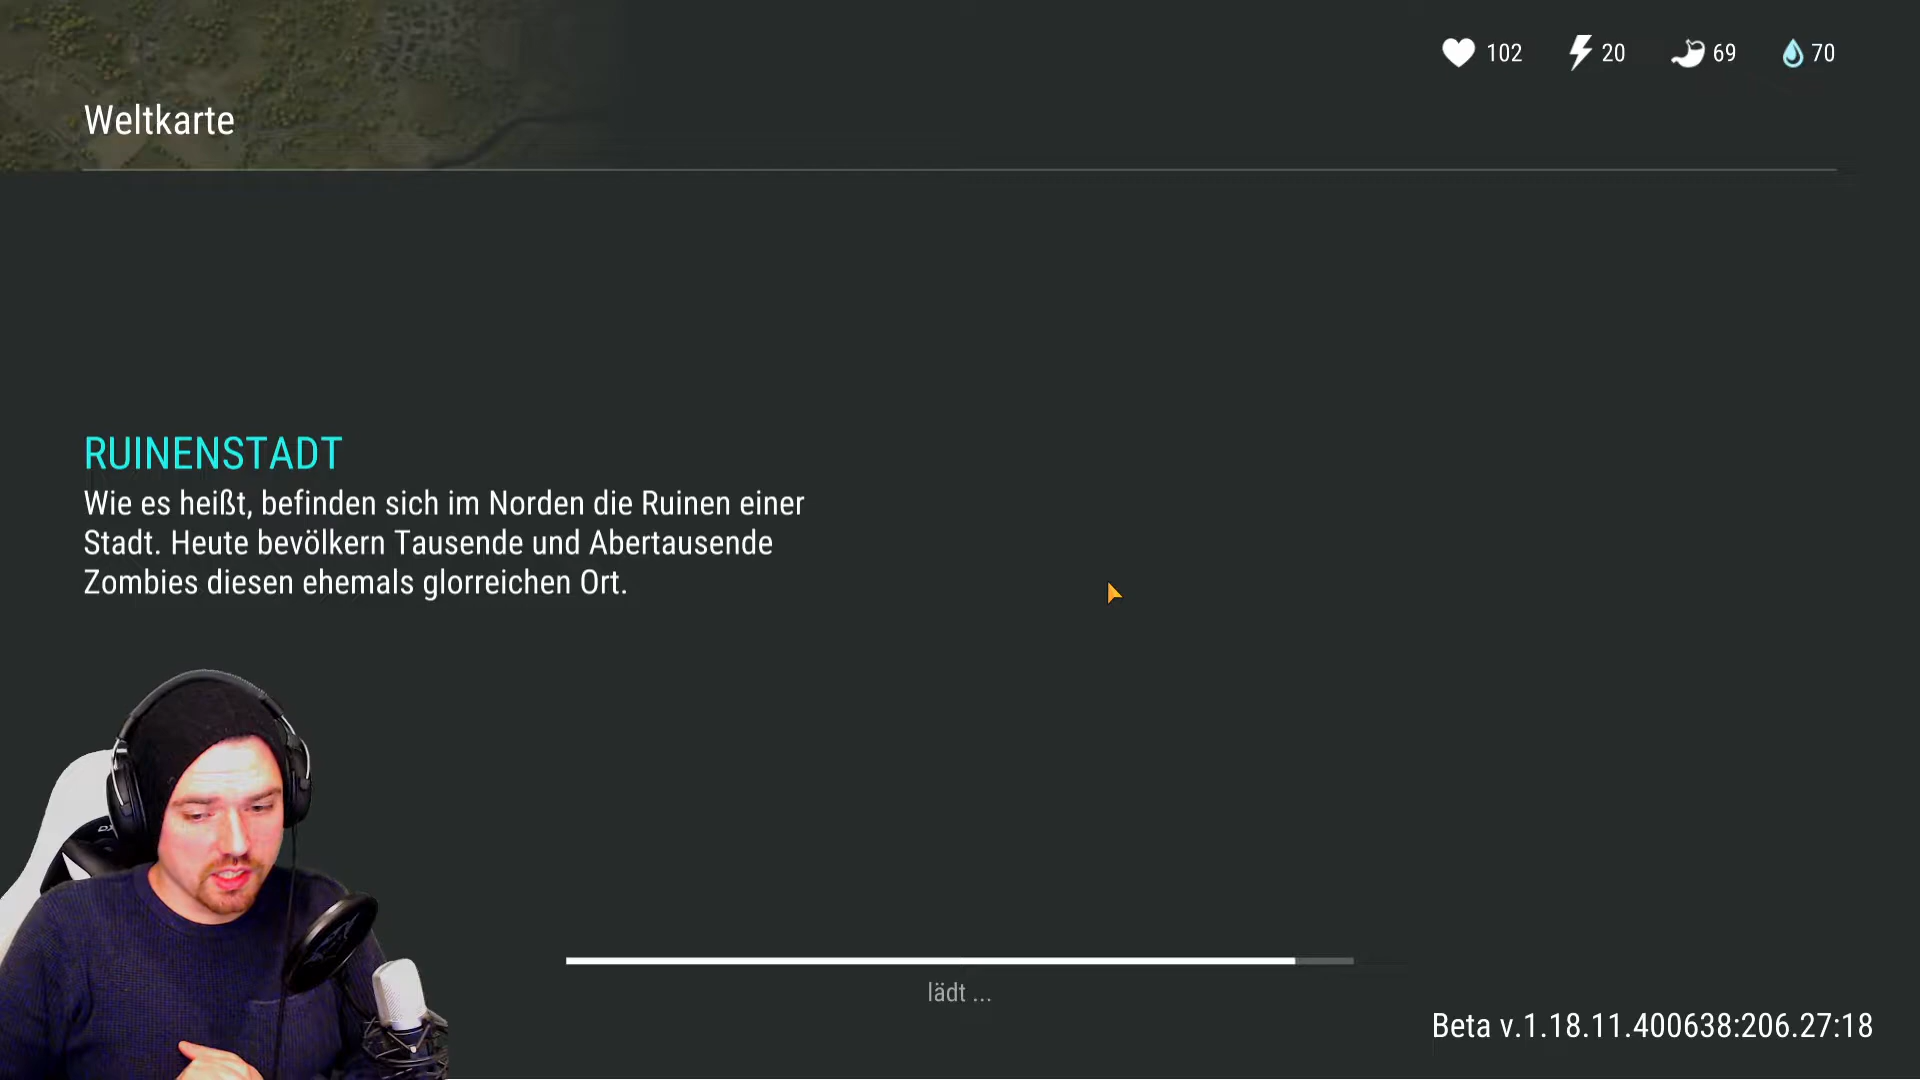 102
20
69
70
Weltkarte
RUINENSTADT
Wie es heißt, befinden sich im Norden die Ruinen einer
Stadt. Heute bevölkern Tausende und Abertausende
Zombies diesen ehemals glorreichen Ort.
lädt ...
Beta v.1.18.11.400638:206.27:18